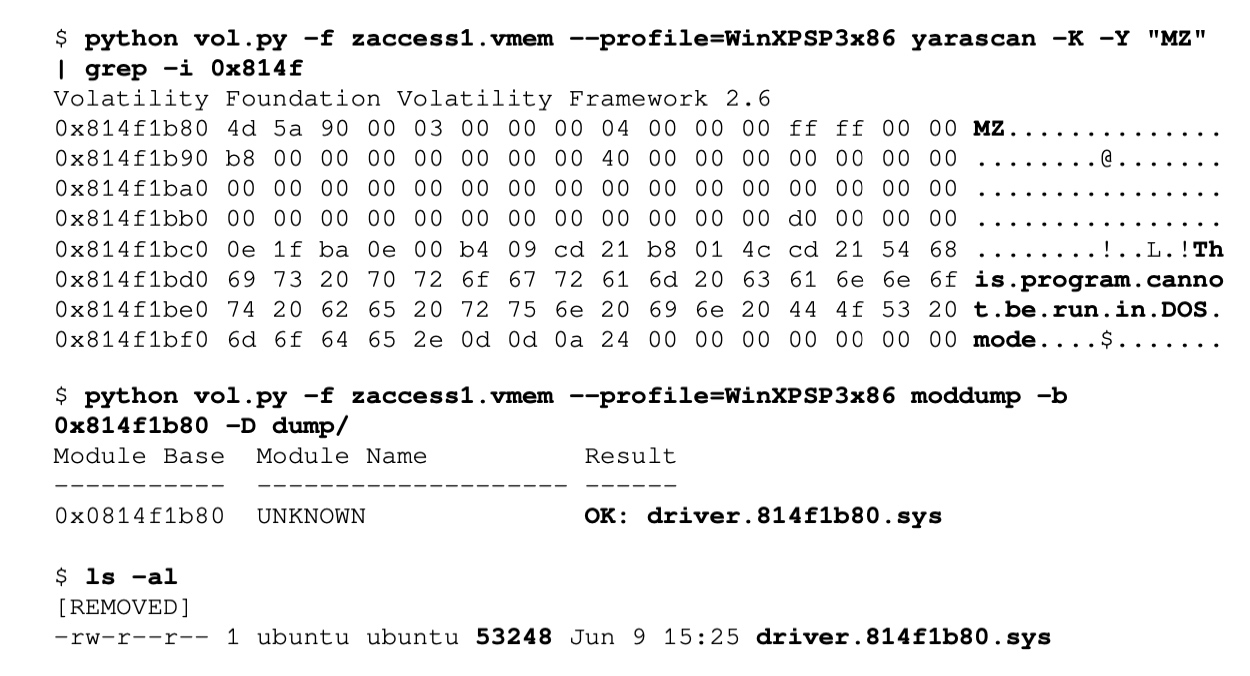 $ python vol.py -f zaccess1.vmem --profile=WinXPSP3x86 yarascan -K -Y "MZ"
| grep -i 0x814f
Volatility Foundation Volatility Framework 2.6
0x814f1b80 4d 5a 90 00 03 00 00 00 04 00 00 00 ff ff 00 00 MZ..............
0x814f1b90 b8 00 00 00 00 00 00 00 40 00 00 00 00 00 00 00 ........@.......
0x814f1ba0 00 00 00 00 00 00 00 00 00 00 00 00 00 00 00 00 ................
0x814f1bb0 00 00 00 00 00 00 00 00 00 00 00 00 d0 00 00 00 ................
0x814f1bc0 0e 1f ba 0e 00 b4 09 cd 21 b8 01 4c cd 21 54 68 ........!..L.!Th
0x814f1bd0 69 73 20 70 72 6f 67 72 61 6d 20 63 61 6e 6e 6f is.program.canno
0x814f1be0 74 20 62 65 20 72 75 6e 20 69 6e 20 44 4f 53 20 t.be.run.in.DOS.
0x814f1bf0 6d 6f 64 65 2e 0d 0d 0a 24 00 00 00 00 00 00 00 mode....$.......
$ python vol.py -f zaccess1.vmem --profile=WinXPSP3x86 moddump -b
0x814f1b80 -D dump/
Module Base  Module Name          Result
----------- -------------------- ------
0x0814f1b80  UNKNOWN              OK: driver.814f1b80.sys
$ ls -al
[REMOVED]
-rw-r--r-- 1 ubuntu ubuntu 53248 Jun 9 15:25 driver.814f1b80.sys